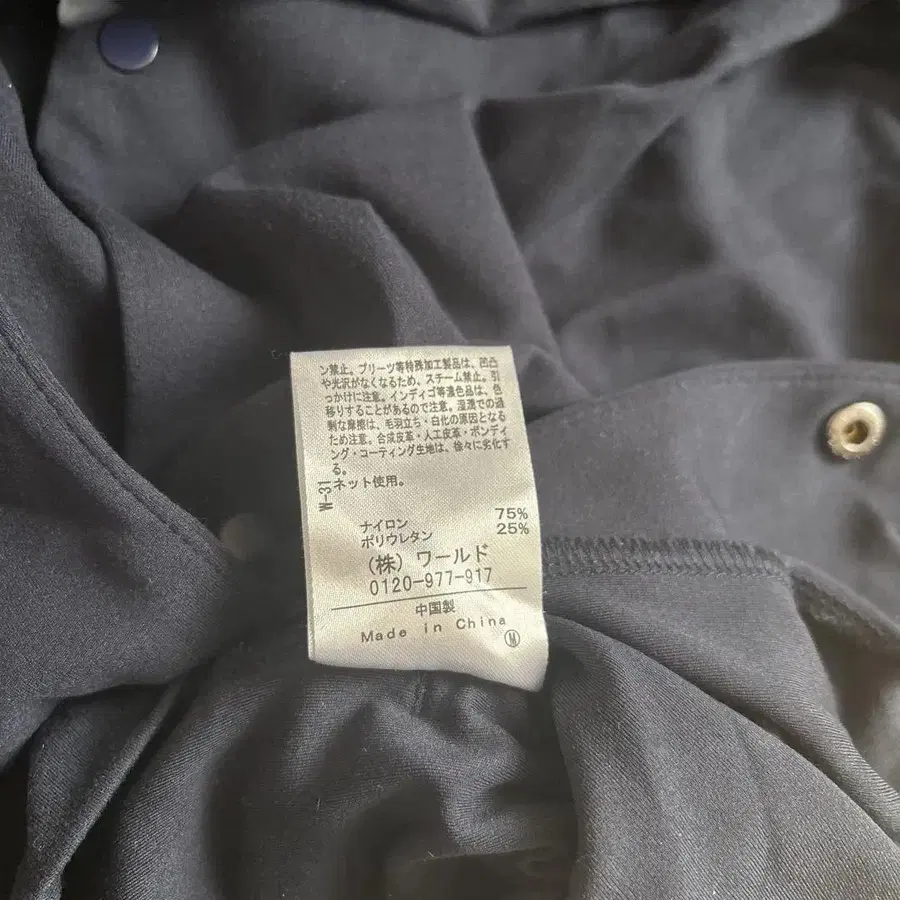 ン禁止。プリーツ等特殊加工製品は、凹凸
や光沢がなくなるため、スチーム禁止。引
っかけに注意。インディゴ等濃色品は、色
移りすることがあるので注意。湿潤での過
剰な摩擦は、毛羽立ち・白化の原因となる
ため注意。合成皮革・人工皮革・ボンディ
ング・コーティング生地は、徐々に劣化す
る。
ネット使用。
W-31
ナイロン 75%
ポリウレタン 25%
(株) ワールド
0120-977-917
中国製
Made in China
Ⓜ